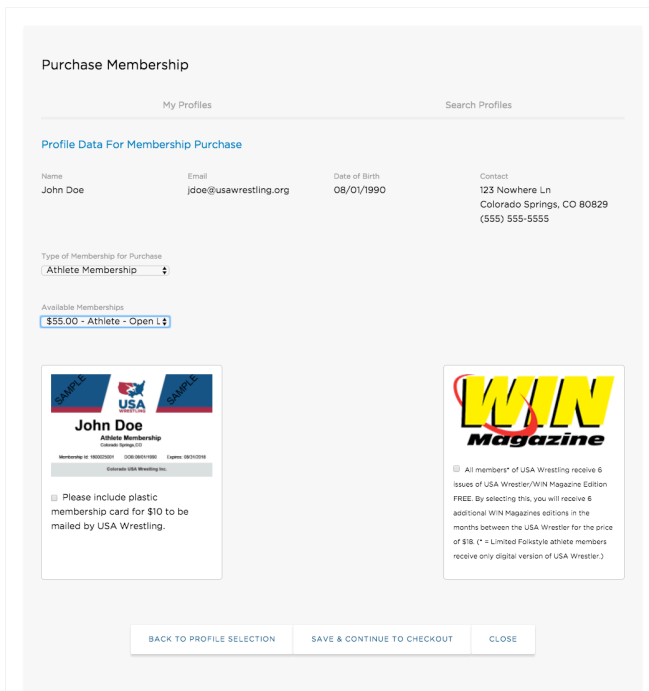 Purchase Membership
My Profiles
Search Profiles
Profile Data For Membership Purchase
Name
Email
Date of Birth
Contact
John Doe
jdoe@usawrestling.org
08/01/1990
123 Nowhere Ln
Colorado Springs, CO 80829
(555) 555-5555
Type of Membership for Purchase
Athlete Membership
Available Memberships
$55.00 - Athlete - Open L
SAMPLE
SAMPLE
USA
WRESTLING
John Doe
Athlete Membership
Colorado Springs, CO
Membership Id: 1800025001 DOB:08/01/1990 Expires: 08/31/2018
Colorado USA Wrestling Inc.
Please include plastic
membership card for $10 to be
mailed by USA Wrestling.
WIN
Magazine
All members* of USA Wrestling receive 6
issues of USA Wrestler/WIN Magazine Edition
FREE. By selecting this, you will receive 6
additional WIN Magazines editions in the
months between the USA Wrestler for the price
of $18. (* = Limited Folkstyle athlete members
receive only digital version of USA Wrestler.)
BACK TO PROFILE SELECTION
SAVE & CONTINUE TO CHECKOUT
CLOSE